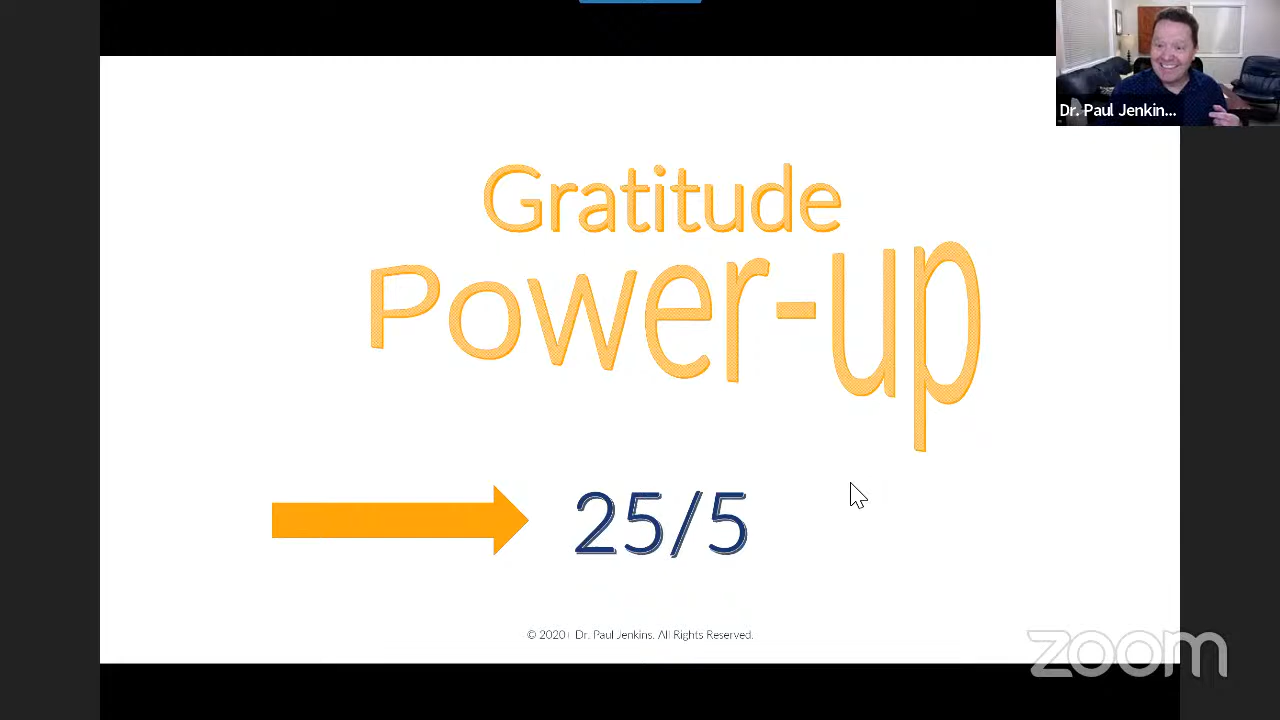 Dr. Paul Jenkin...
Gratitude
Power-up
25/5
© 2020+ Dr. Paul Jenkins. All Rights Reserved.
zoom